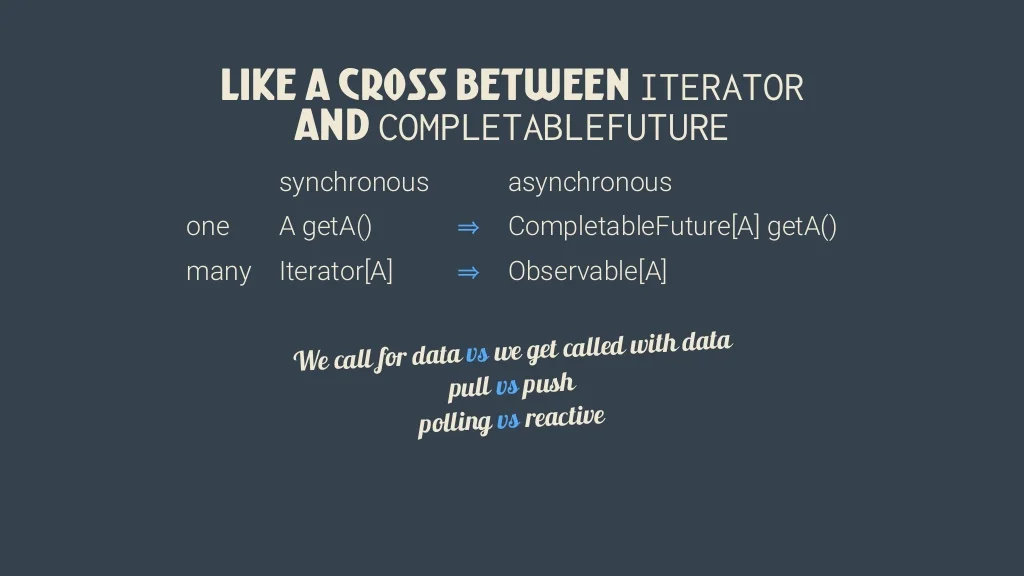 LIKE A CROSS BETWEEN ITERATOR
AND COMPLETABLEFUTURE
synchronous asynchronous
one A getA() ⇒ CompletableFuture[A] getA()
many Iterator[A] ⇒ Observable[A]
We call for data vs we get called with data
pull vs push
polling vs reactive